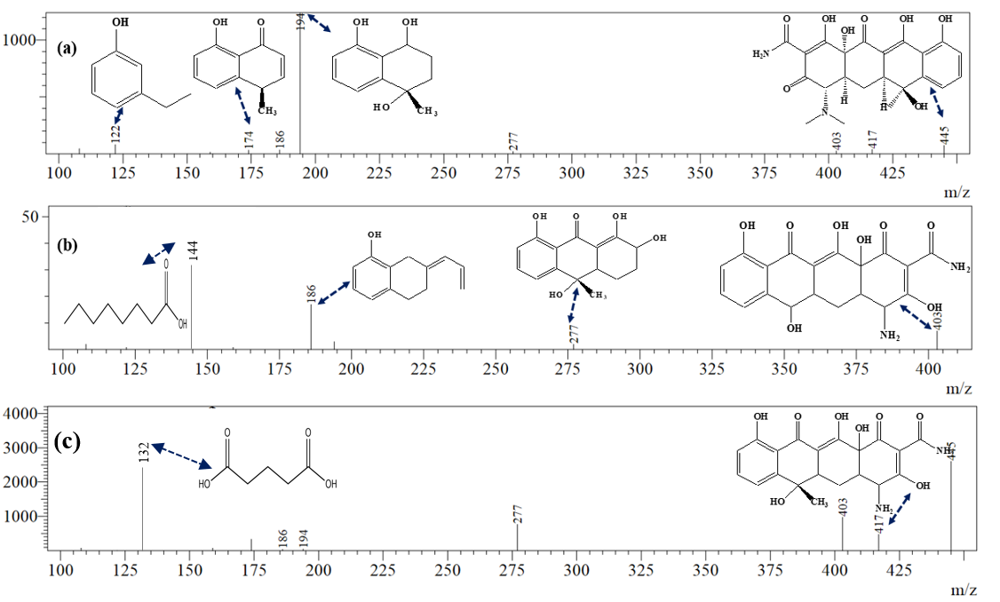 (a)
1000
OH
122
OH O
CH3
174
186
194
OH OH
HO CH3
277
O OH O OH OH
OH
H2N
O
H H OH
N
403
417
445
100 125 150 175 200 225 250 275 300 325 350 375 400 425
m/z
50
(b)
144
O
OH
186
OH
OH O OH
OH
HO CH3
277
OH O OH O O
OH
NH2
OH
OH NH2
403
100 125 150 175 200 225 250 275 300 325 350 375 400
m/z
4000
3000
2000
1000
(c)
132
O O
HO OH
186
194
277
OH O OH O O
OH
NH2
HO CH3
OH
NH2
403
417
445
100 125 150 175 200 225 250 275 300 325 350 375 400 425
m/z